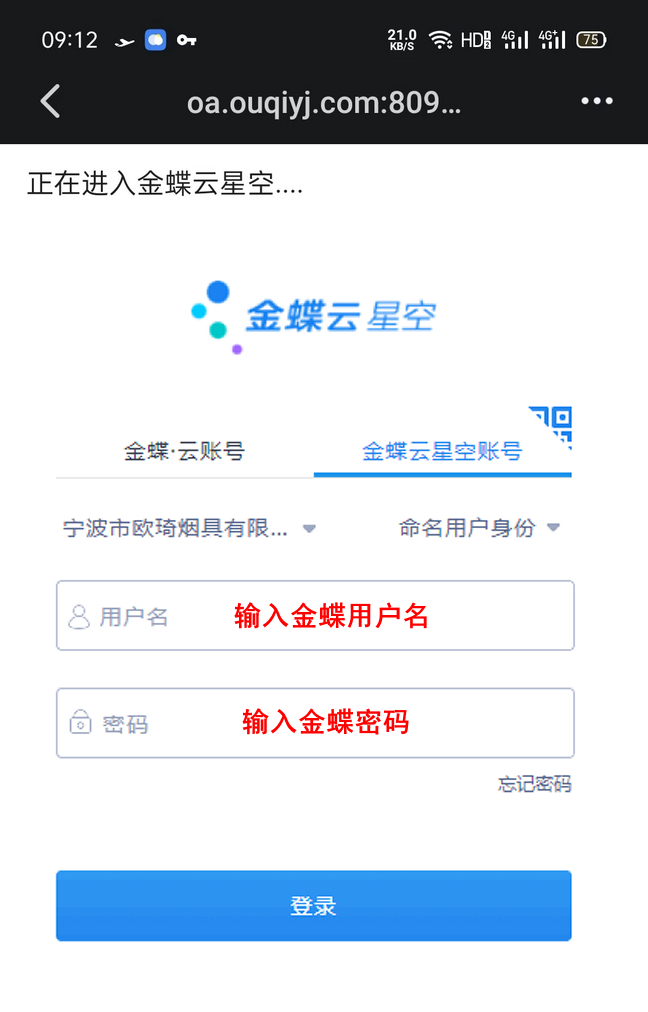 09:12 21.0 KB/S HD 1 2 4G 4G+ 75
oa.ouqiyj.com:809...
正在进入金蝶云星空....
金蝶云 星空
金蝶·云账号 金蝶云星空账号
宁波市欧琦烟具有限... 命名用户身份
用户名 输入金蝶用户名
密码 输入金蝶密码
忘记密码
登录